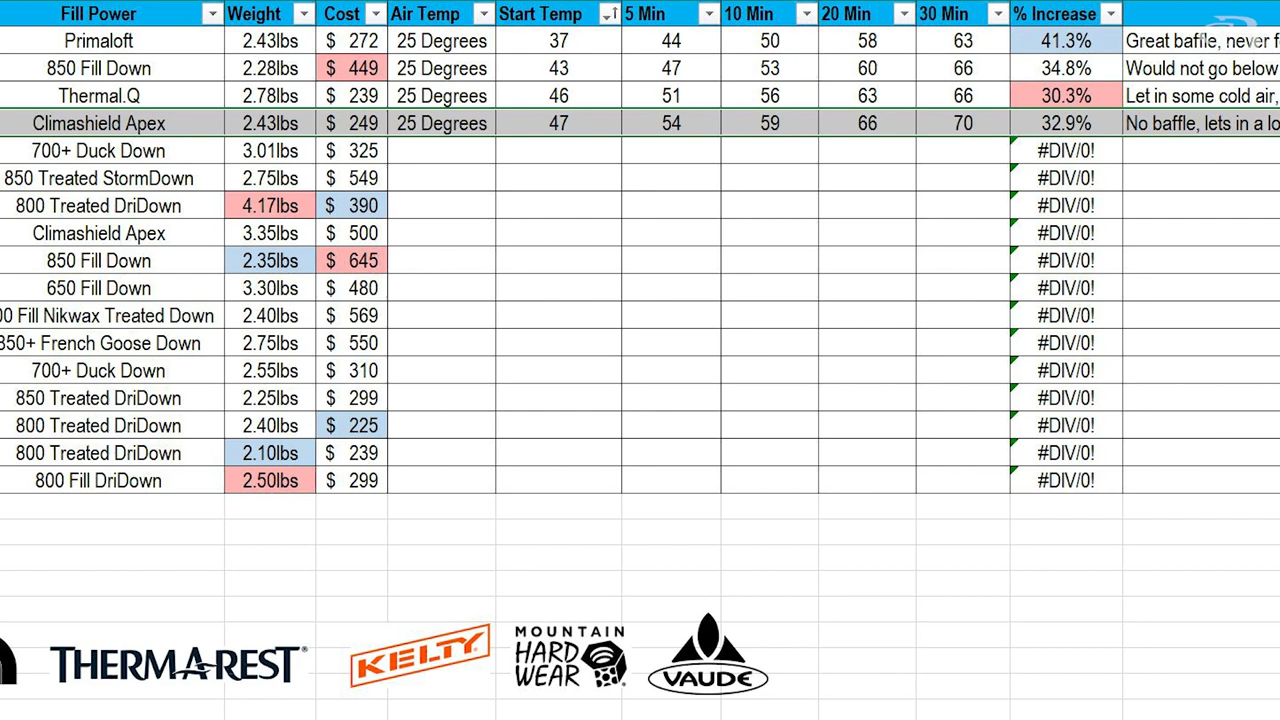 Fill Power Weight Cost Air Temp Start Temp 5 Min 10 Min 20 Min 30 Min % Increase
Primaloft 2.43lbs $ 272 25 Degrees 37 44 50 58 63 41.3% Great baffle, never
850 Fill Down 2.28lbs $ 449 25 Degrees 43 47 53 60 66 34.8% Would not go below
Thermal.Q 2.78lbs $ 239 25 Degrees 46 51 56 63 66 30.3% Let in some cold air,
Climashield Apex 2.43lbs $ 249 25 Degrees 47 54 59 66 70 32.9% No baffle, lets in a
700+ Duck Down 3.01lbs $ 325 #DIV/0!
850 Treated StormDown 2.75lbs $ 549 #DIV/0!
800 Treated DriDown 4.17lbs $ 390 #DIV/0!
Climashield Apex 3.35lbs $ 500 #DIV/0!
850 Fill Down 2.35lbs $ 645 #DIV/0!
650 Fill Down 3.30lbs $ 480 #DIV/0!
Fill Nikwax Treated Down 2.40lbs $ 569 #DIV/0!
850+ French Goose Down 2.75lbs $ 550 #DIV/0!
700+ Duck Down 2.55lbs $ 310 #DIV/0!
850 Treated DriDown 2.25lbs $ 299 #DIV/0!
800 Treated DriDown 2.40lbs $ 225 #DIV/0!
800 Treated DriDown 2.10lbs $ 239 #DIV/0!
800 Fill DriDown 2.50lbs $ 299 #DIV/0!
THERMAREST®
KELTY
MOUNTAIN
HARD
WEAR
VAUDE